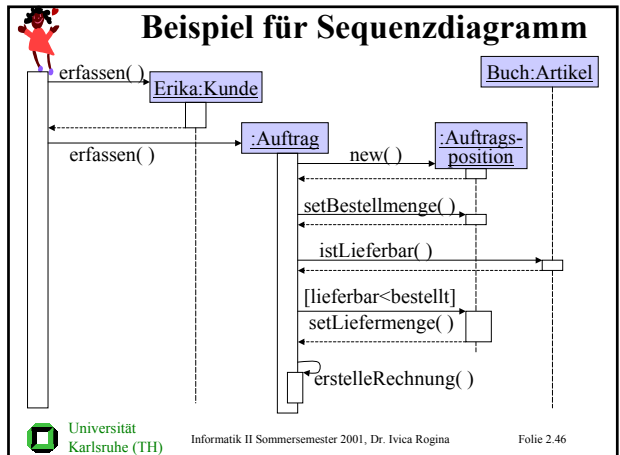 Beispiel für Sequenzdiagramm
erfassen( )
Erika:Kunde
Buch:Artikel
erfassen( )
:Auftrag
new( )
:Auftrags-
position
setBestellmenge( )
istLieferbar( )
[lieferbar<bestellt]
setLiefermenge( )
erstelleRechnung( )
Universität
Karlsruhe (TH)
Informatik II Sommersemester 2001, Dr. Ivica Rogina
Folie 2.46